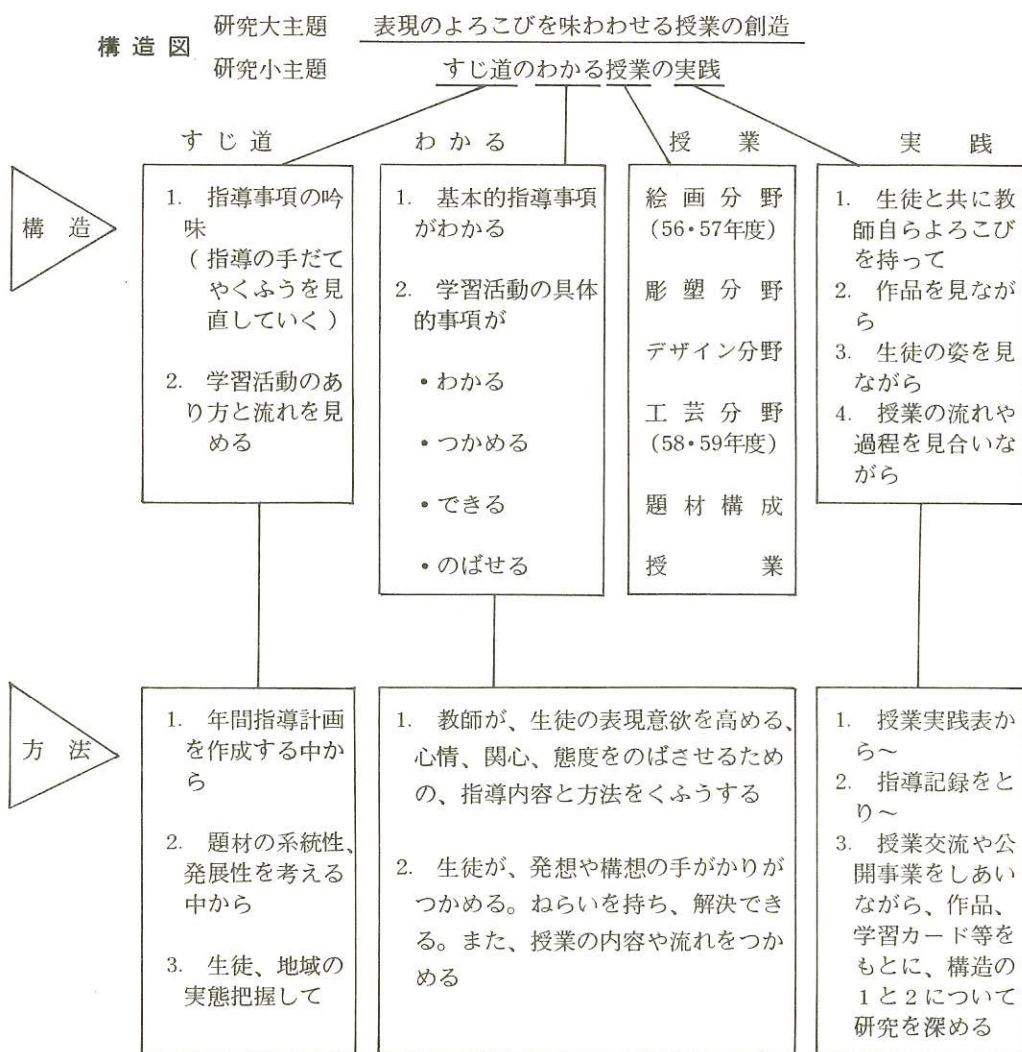 研究大主題 表現のよろこびを味わわせる授業の創造
構造図
研究小主題 すじ道のわかる授業の実践
すじ道
わかる
授業
実践
構造
1. 指導事項の吟
味
(指導の手だて
やくふうを見
直していく)
2. 学習活動のあ
り方と流れを見
める
1. 基本的指導事項
がわかる
2. 学習活動の具体
的事項が
・わかる
・つかめる
・できる
・のばせる
絵画分野
(56・57年度)
彫塑分野
デザイン分野
工芸分野
(58・59年度)
題材構成
授業
1. 生徒と共に教
師自らよろこび
を持って
2. 作品を見なが
ら
3. 生徒の姿を見
ながら
4. 授業の流れや
過程を見合いな
がら
方法
1. 年間指導計画
を作成する中か
ら
2. 題材の系統性、
発展性を考える
中から
3. 生徒、地域の
実態把握して
1. 教師が、生徒の表現意欲を高める、
心情、関心、態度をのばさせるため
の、指導内容と方法をくふうする
2. 生徒が、発想や構想の手がかりが
つかめる。ねらいを持ち、解決でき
る。また、授業の内容や流れをつか
める
1. 授業実践表か
ら〜
2. 指導記録をと
り〜
3. 授業交流や公
開事業をしあい
ながら、作品、
学習カード等を
もとに、構造の
1と2について
研究を深める